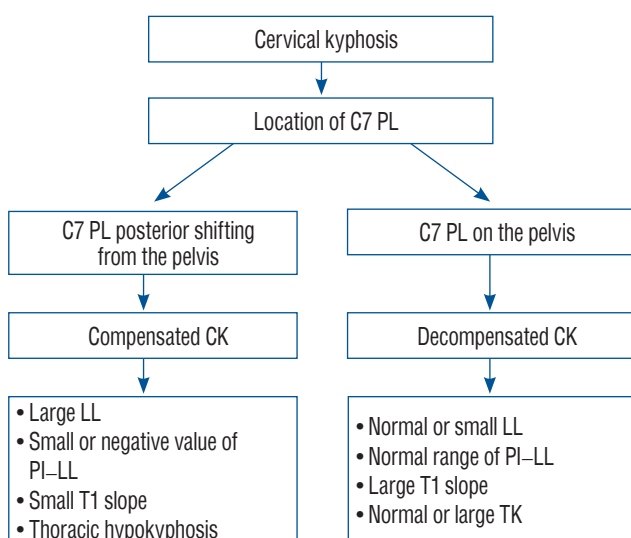 Cervical kyphosis
Location of C7 PL
C7 PL posterior shifting
from the pelvis
C7 PL on the pelvis
Compensated CK
Decompensated CK
• Large LL
• Small or negative value of
PI–LL
• Small T1 slope
• Thoracic hypokyphosis
• Normal or small LL
• Normal range of PI–LL
• Large T1 slope
• Normal or large TK